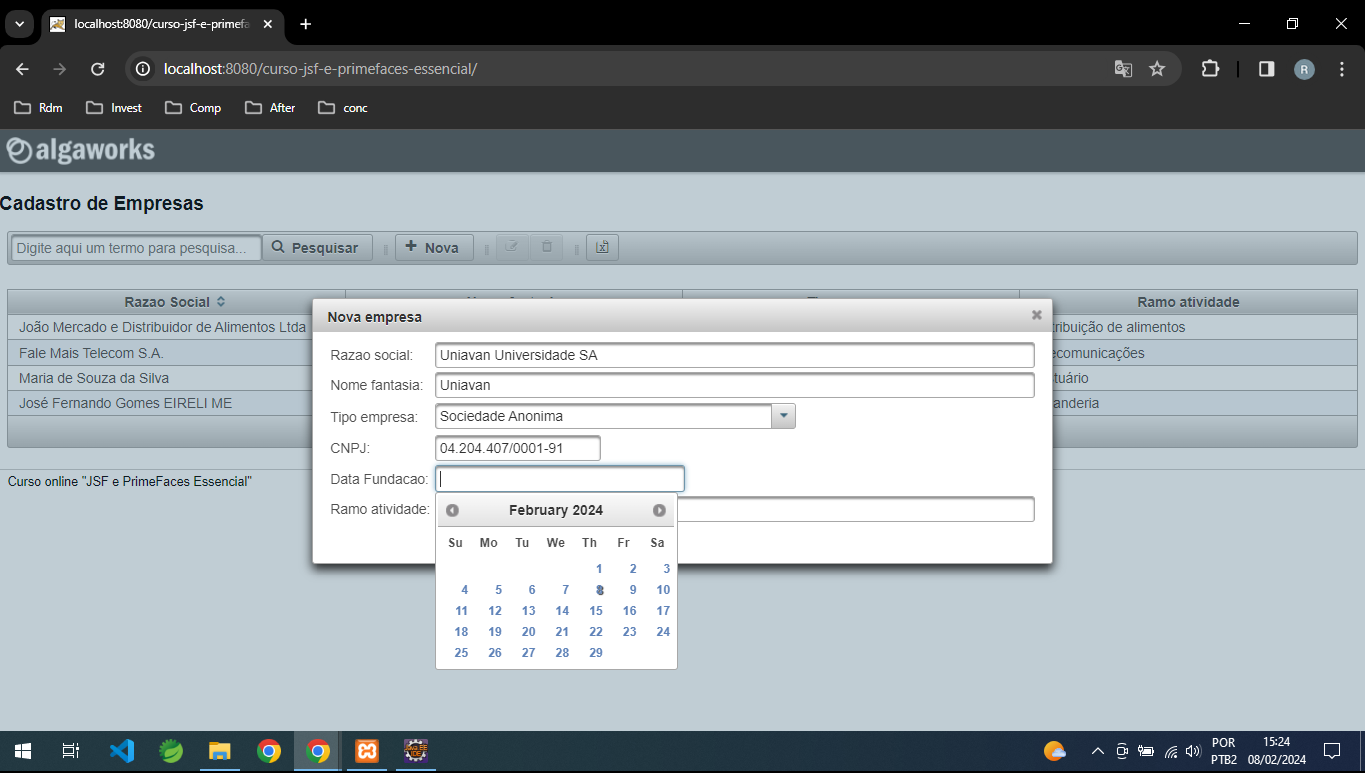 localhost:8080/curso-jsf-e-primefa
localhost:8080/curso-jsf-e-primefaces-essencial/
R
Rdm Invest Comp After conc
algaworks
Cadastro de Empresas
Digite aqui um termo para pesquisa... Pesquisar Nova
Razao Social Ramo atividade
Nova empresa
João Mercado e Distribuidor de Alimentos Ltda tribuição de alimentos
Fale Mais Telecom S.A. ecomunicações
Maria de Souza da Silva tuário
José Fernando Gomes EIRELI ME anderia
Razao social: Uniavan Universidade SA
Nome fantasia: Uniavan
Tipo empresa: Sociedade Anonima
CNPJ: 04.204.407/0001-91
Data Fundacao:
Ramo atividade:
Curso online "JSF e PrimeFaces Essencial"
February 2024
Su Mo Tu We Th Fr Sa
1 2 3
4 5 6 7 8 9 10
11 12 13 14 15 16 17
18 19 20 21 22 23 24
25 26 27 28 29
POR 15:24
PTB2 08/02/2024